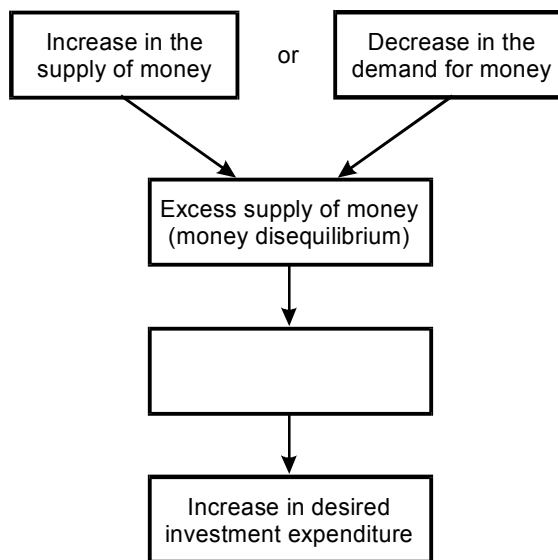 Increase in the
supply of money
or
Decrease in the
demand for money
Excess supply of money
(money disequilibrium)
Increase in desired
investment expenditure